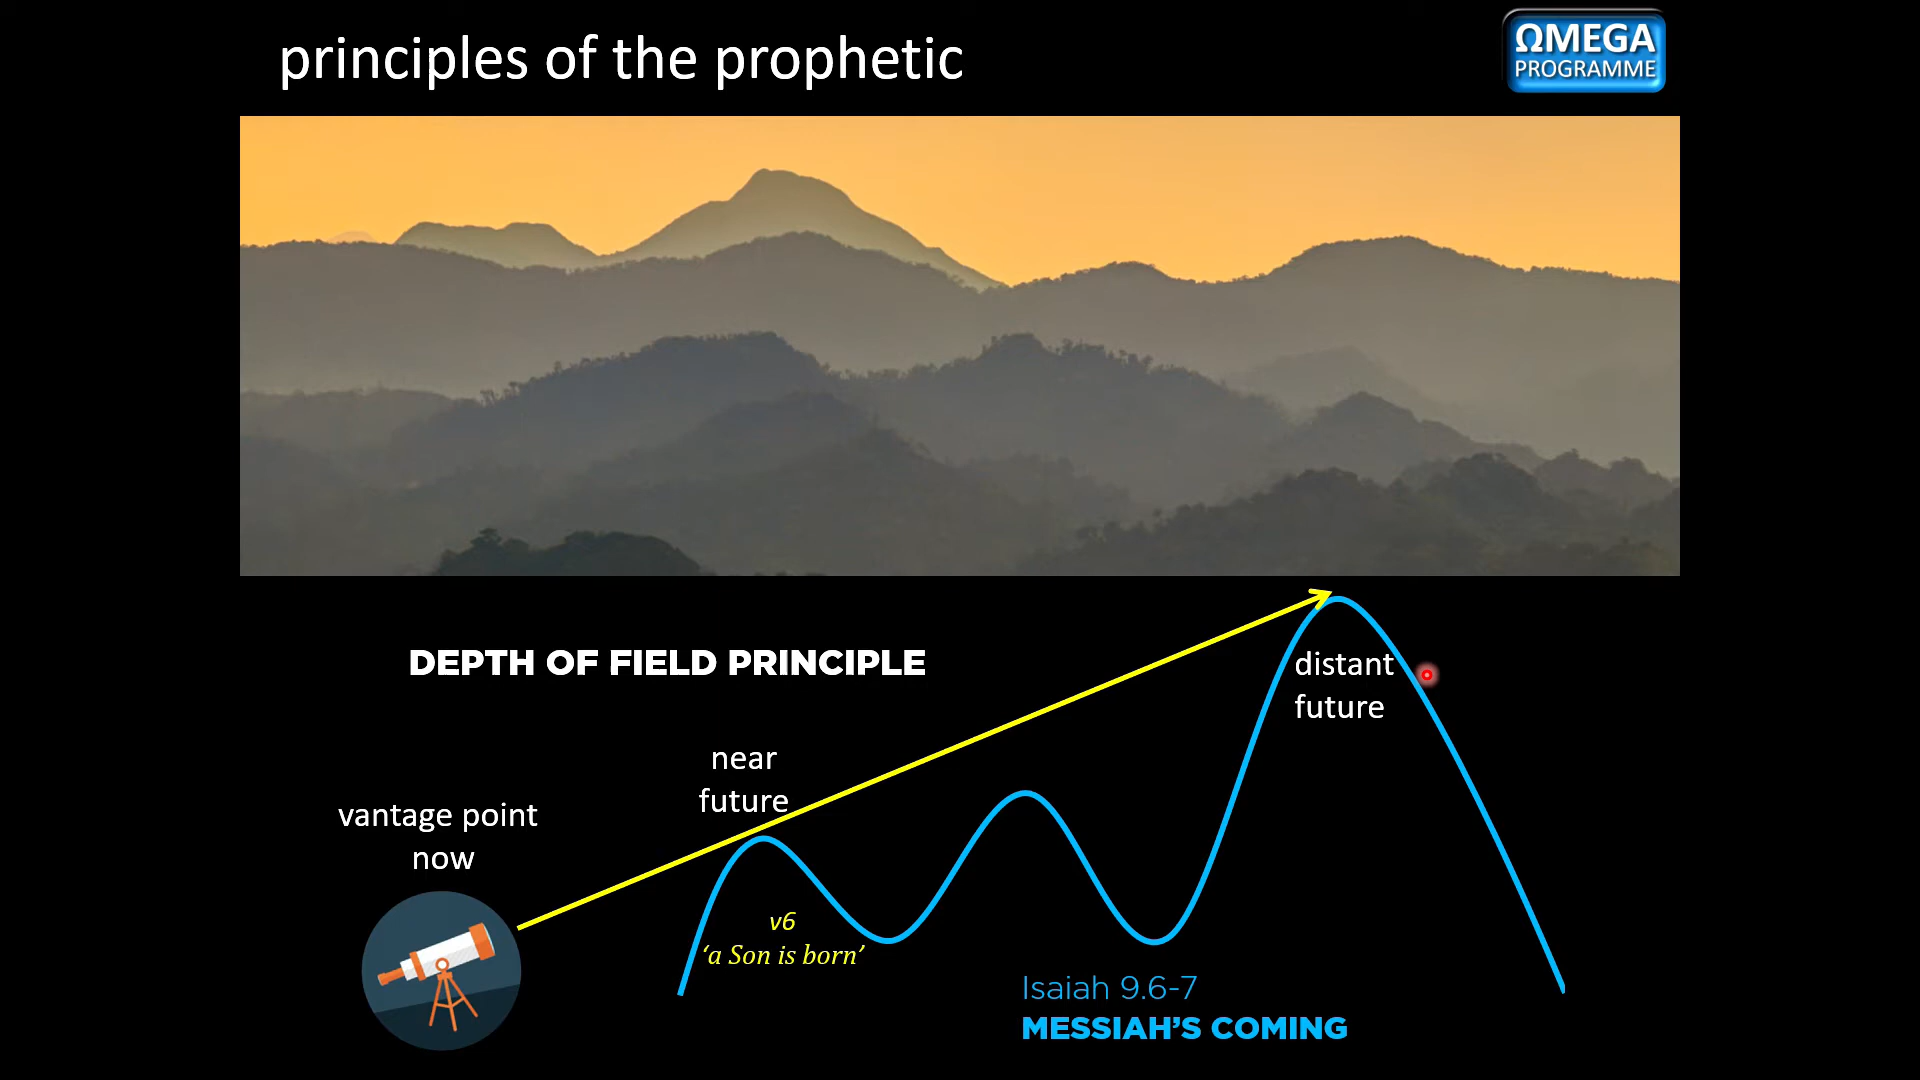 principles of the prophetic
ΩMEGA
PROGRAMME
DEPTH OF FIELD PRINCIPLE
distant
future
near
future
vantage point
now
v6
‘a Son is born’
Isaiah 9.6-7
MESSIAH’S COMING